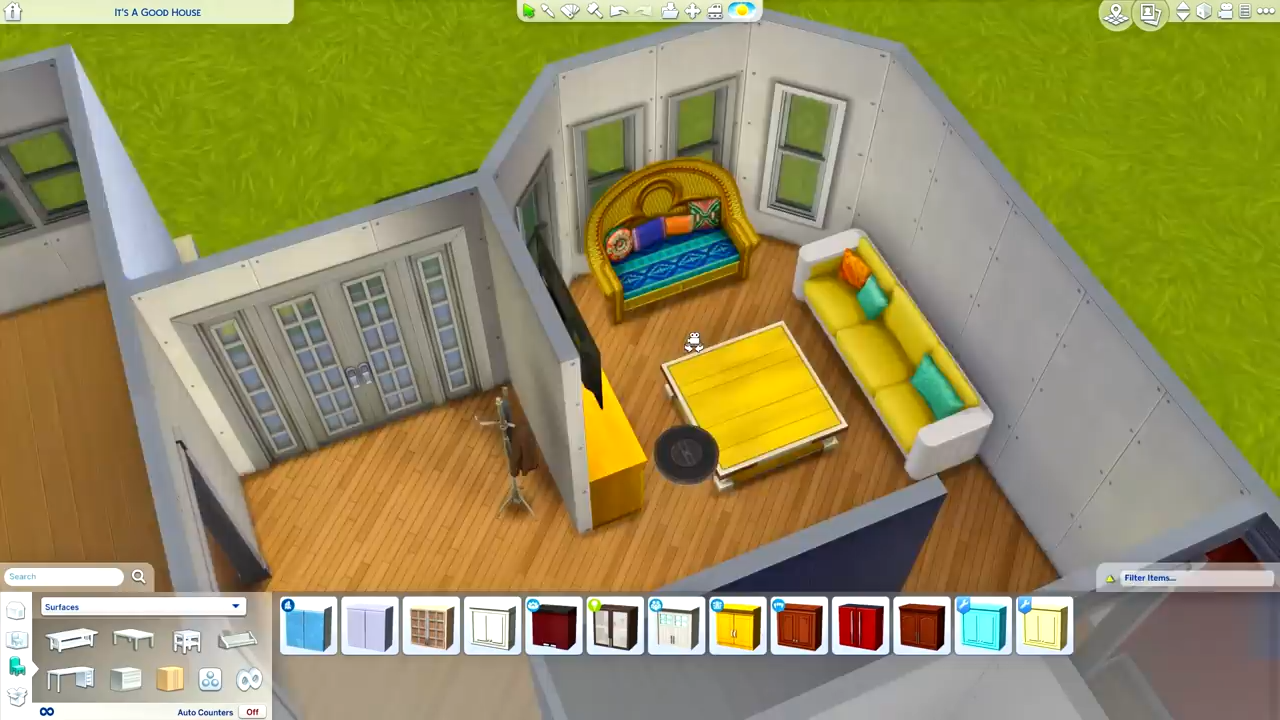 IT'S A GOOD HOUSE
Search
Filter Items...
Surfaces
Auto Counters
Off